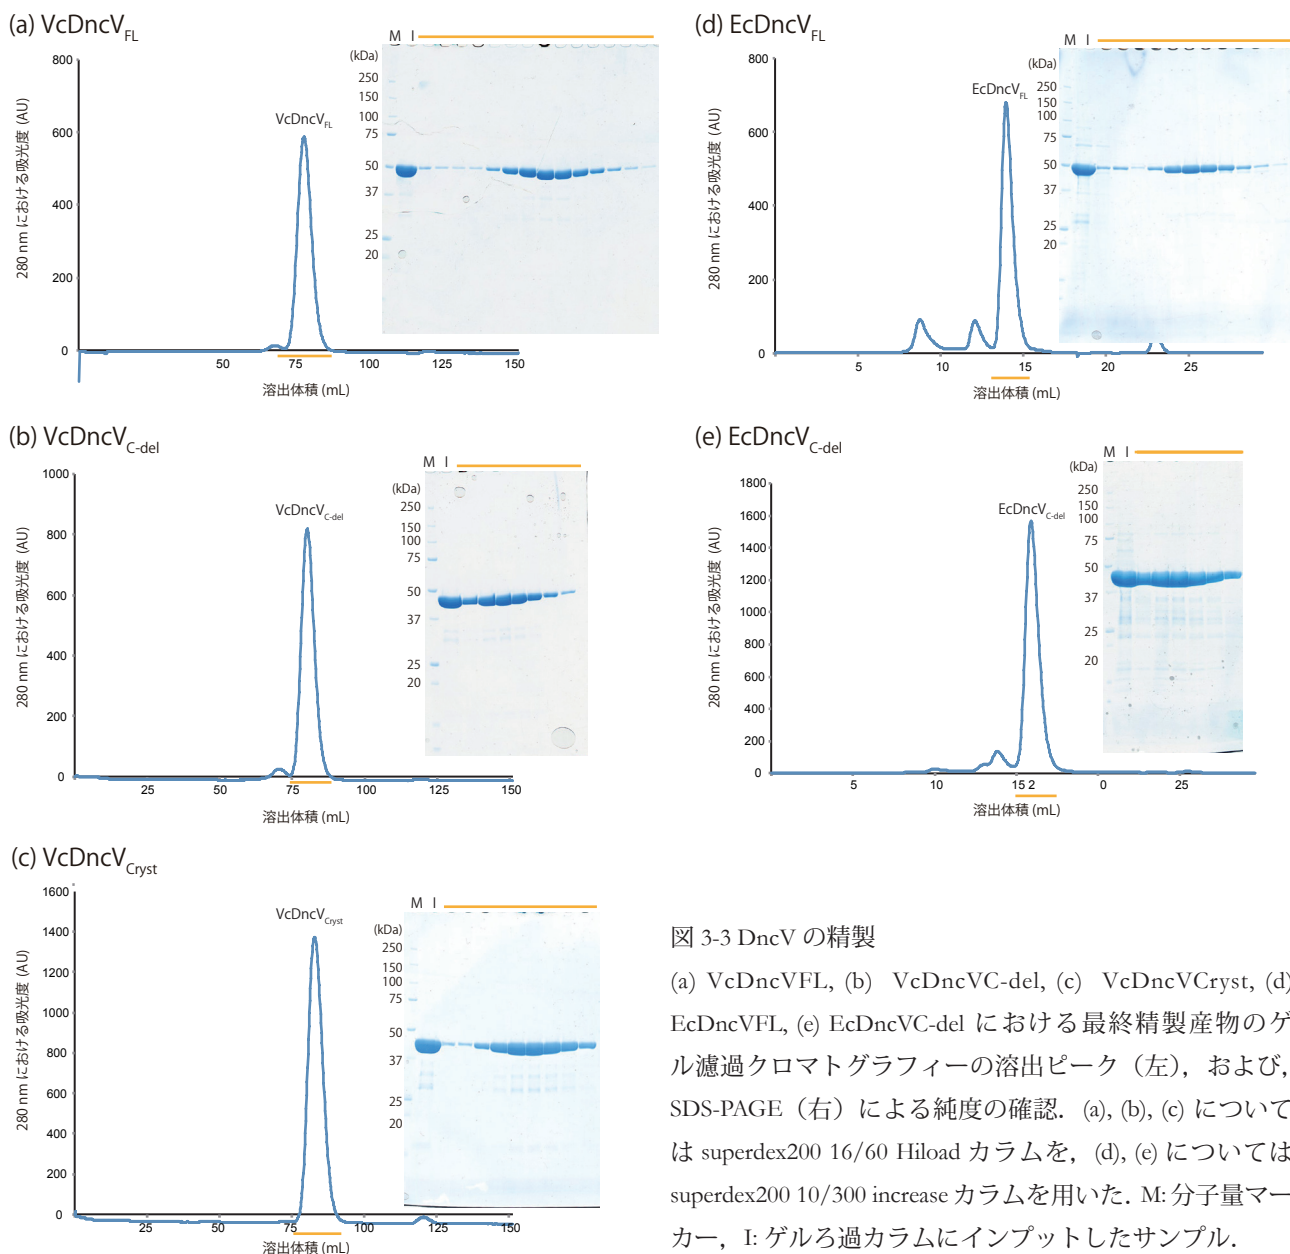 (a) VcDncVFL
M I
(kDa)
250
150
100
75
50
37
25
20
800
600
400
200
0
280 nm における吸光度 (AU)
VcDncVFL
50
75
100
125
150
溶出体積 (mL)
(b) VcDncVC-del
M I
(kDa)
250
150
100
75
50
37
25
20
1000
800
600
400
200
0
280 nm における吸光度 (AU)
VcDncVC-del
25
50
75
100
125
150
溶出体積 (mL)
(c) VcDncVCryst
M I
(kDa)
250
150
100
75
50
37
25
20
1600
1400
1200
1000
800
600
400
200
0
280 nm における吸光度 (AU)
VcDncVCryst
25
50
75
100
125
150
溶出体積 (mL)
(d) EcDncVFL
M I
(kDa)
250
150
100
75
50
37
25
20
800
600
400
200
0
280 nm における吸光度 (AU)
EcDncVFL
5
10
15
20
25
溶出体積 (mL)
(e) EcDncVC-del
M I
(kDa)
250
150
100
75
50
37
25
20
1800
1600
1400
1200
1000
800
600
400
200
0
280 nm における吸光度 (AU)
EcDncVC-del
5
10
15 2
0
25
溶出体積 (mL)
図 3-3 DncV の精製
(a) VcDncVFL, (b) VcDncVC-del, (c) VcDncVCryst, (d)
EcDncVFL, (e) EcDncVC-del における最終精製産物のゲ
ル濾過クロマトグラフィーの溶出ピーク（左），および，
SDS-PAGE（右）による純度の確認．(a), (b), (c) について
は superdex200 16/60 Hiload カラムを，(d), (e) については
superdex200 10/300 increase カラムを用いた．M: 分子量マー
カー，I: ゲルろ過カラムにインプットしたサンプル．